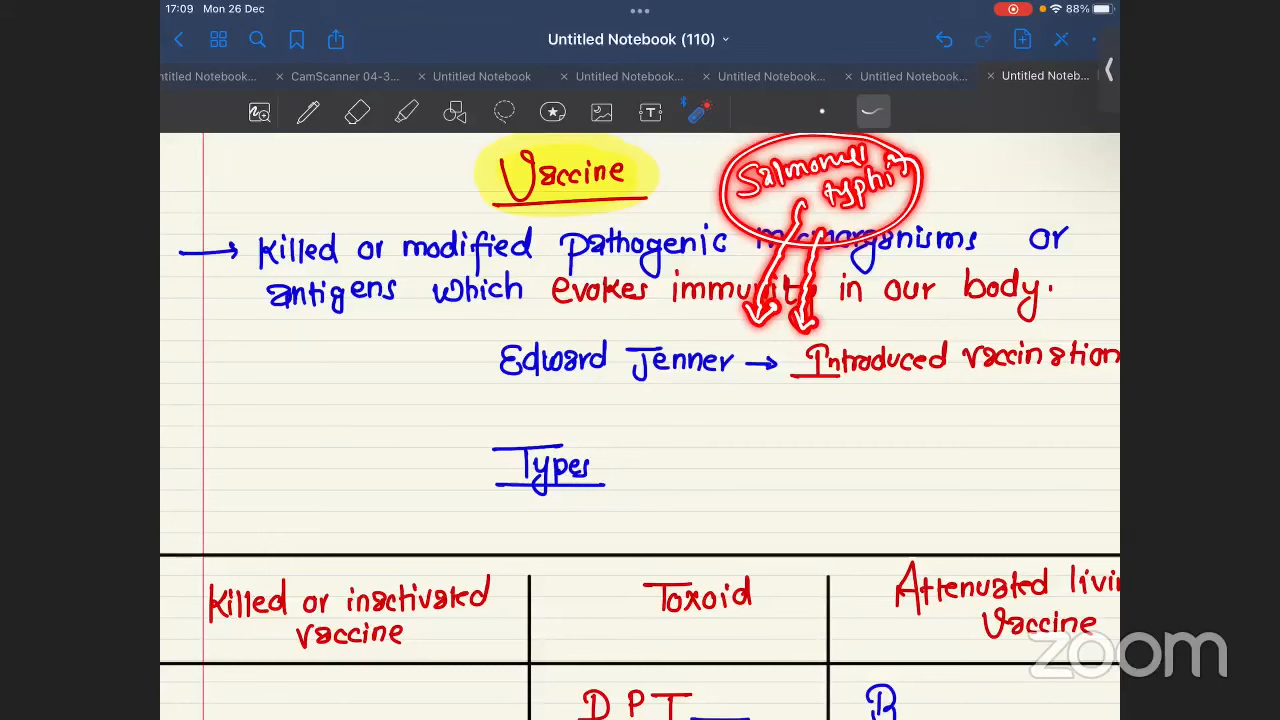 17:09 Mon 26 Dec
88%
Untitled Notebook (110)
ntitled Notebook...
CamScanner 04-3...
Untitled Notebook
Untitled Notebook...
Untitled Notebook...
Untitled Notebook...
Untitled Noteb...
Vaccine
Salmonel
typhi
→ Killed or modified pathogenic microorganisms or
antigens which evokes immunity in our body.
Edward Jenner → Introduced vaccination
Types
Killed or inactivated
vaccine
Toxoid
Attenuated livi
Vaccine
DPT
B
zoom